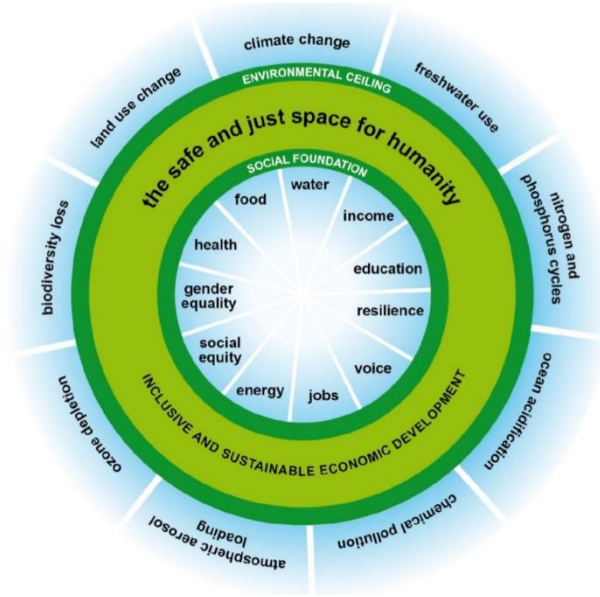 climate change
freshwater use
nitrogen and
phosphorus cycles
ocean acidification
chemical pollution
atmospheric aerosol
loading
ozone depletion
biodiversity loss
land use change
ENVIRONMENTAL CEILING
the safe and just space for humanity
SOCIAL FOUNDATION
water
income
education
resilience
voice
jobs
energy
social
equity
gender
equality
health
food
INCLUSIVE AND SUSTAINABLE ECONOMIC DEVELOPMENT